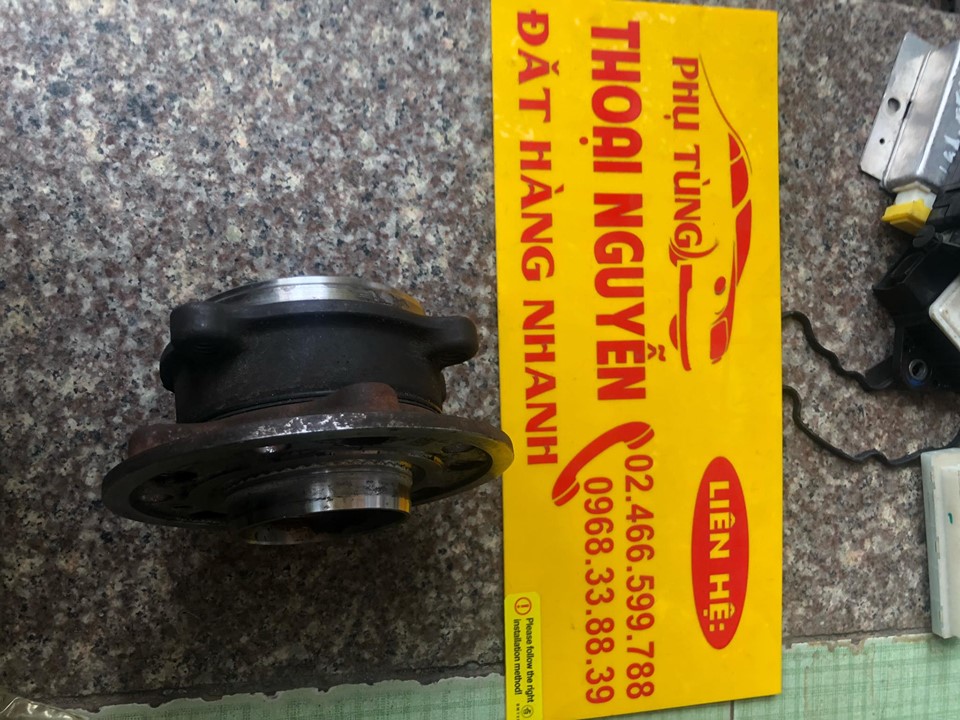 PHỤ TÙNG
THOẠI NGUYỄN
ĐẶT HÀNG NHANH
LIÊN HỆ:
02.466.599.788
0968.33.88.39
Please follow the right
installation method!